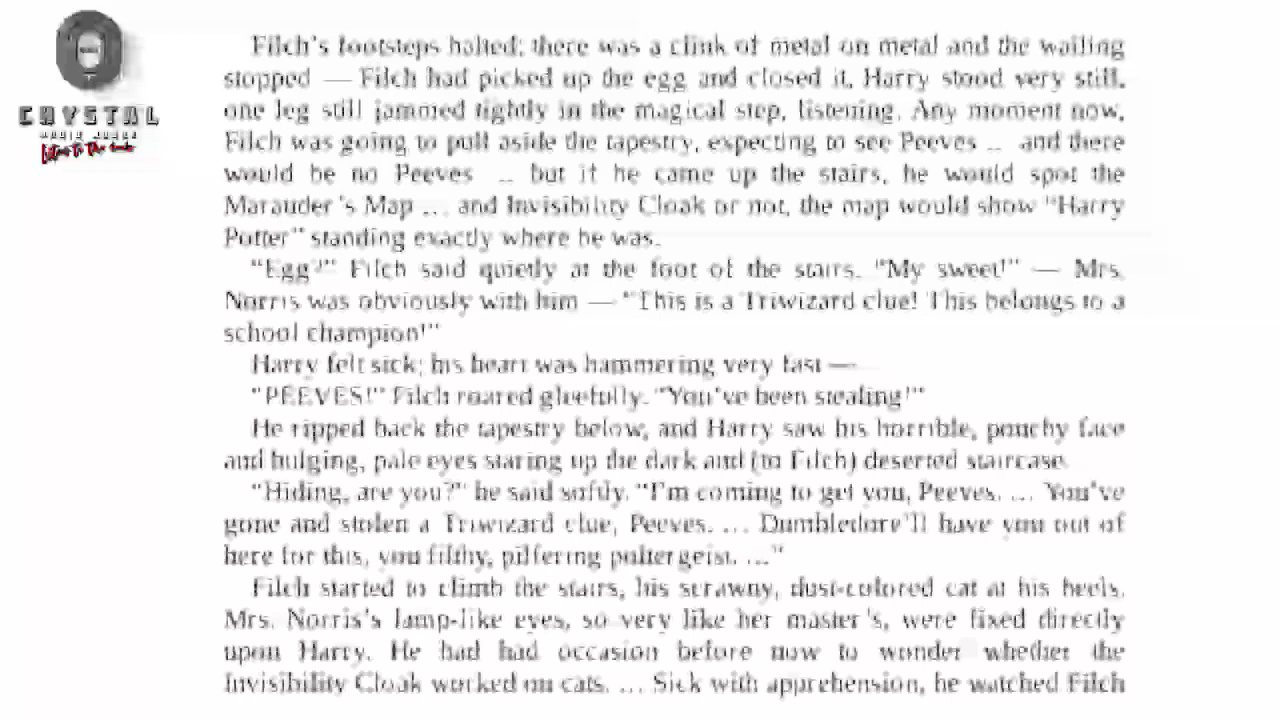 CRYSTAL
Filch's footsteps halted; there was a clink of metal on metal and the wailing
stopped — Filch had picked up the egg and closed it. Harry stood very still,
one leg still jammed tightly in the magical step, listening. Any moment now,
Filch was going to pull aside the tapestry, expecting to see Peeves ... and there
would be no Peeves ... but if he came up the stairs, he would spot the
Marauder's Map ... and Invisibility Cloak or not, the map would show "Harry
Potter" standing exactly where he was.
"Egg?" Filch said quietly at the foot of the stairs. "My sweet!" — Mrs.
Norris was obviously with him — "This is a Triwizard clue! This belongs to a
school champion!"
Harry felt sick; his heart was hammering very fast —
"PEEVES!" Filch roared gleefully. "You've been stealing!"
He ripped back the tapestry below, and Harry saw his horrible, pouchy face
and bulging, pale eyes staring up the dark and (to Filch) deserted staircase.
"Hiding, are you?" he said softly. "I'm coming to get you, Peeves. ... You've
gone and stolen a Triwizard clue, Peeves. ... Dumbledore'll have you out of
here for this, you filthy, pilfering poltergeist. ..."
Filch started to climb the stairs, his scrawny, dust-colored cat at his heels.
Mrs. Norris's lamp-like eyes, so very like her master's, were fixed directly
upon Harry. He had had occasion before now to wonder whether the
Invisibility Cloak worked on cats. ... Sick with apprehension, he watched Filch